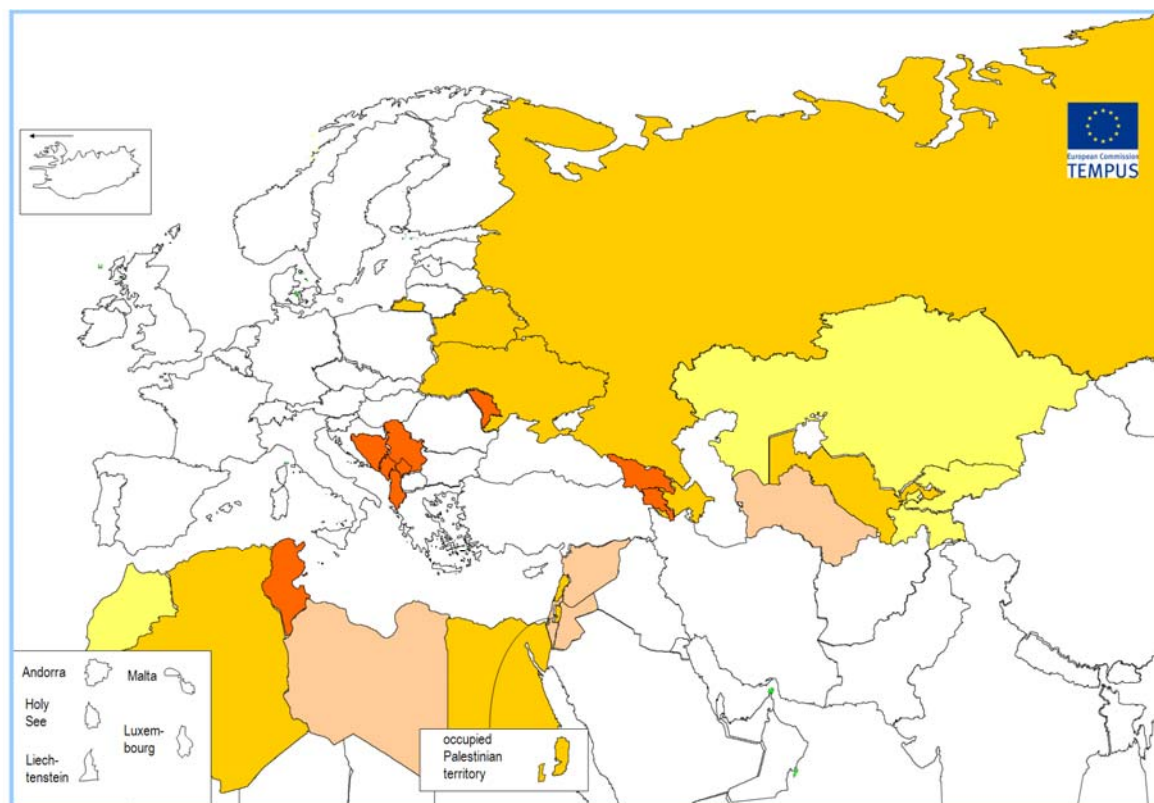 European Commission
TEMPUS
Andorra
Malta
Holy
See
Luxem-
bourg
Liech-
tenstein
occupied
Palestinian
territory